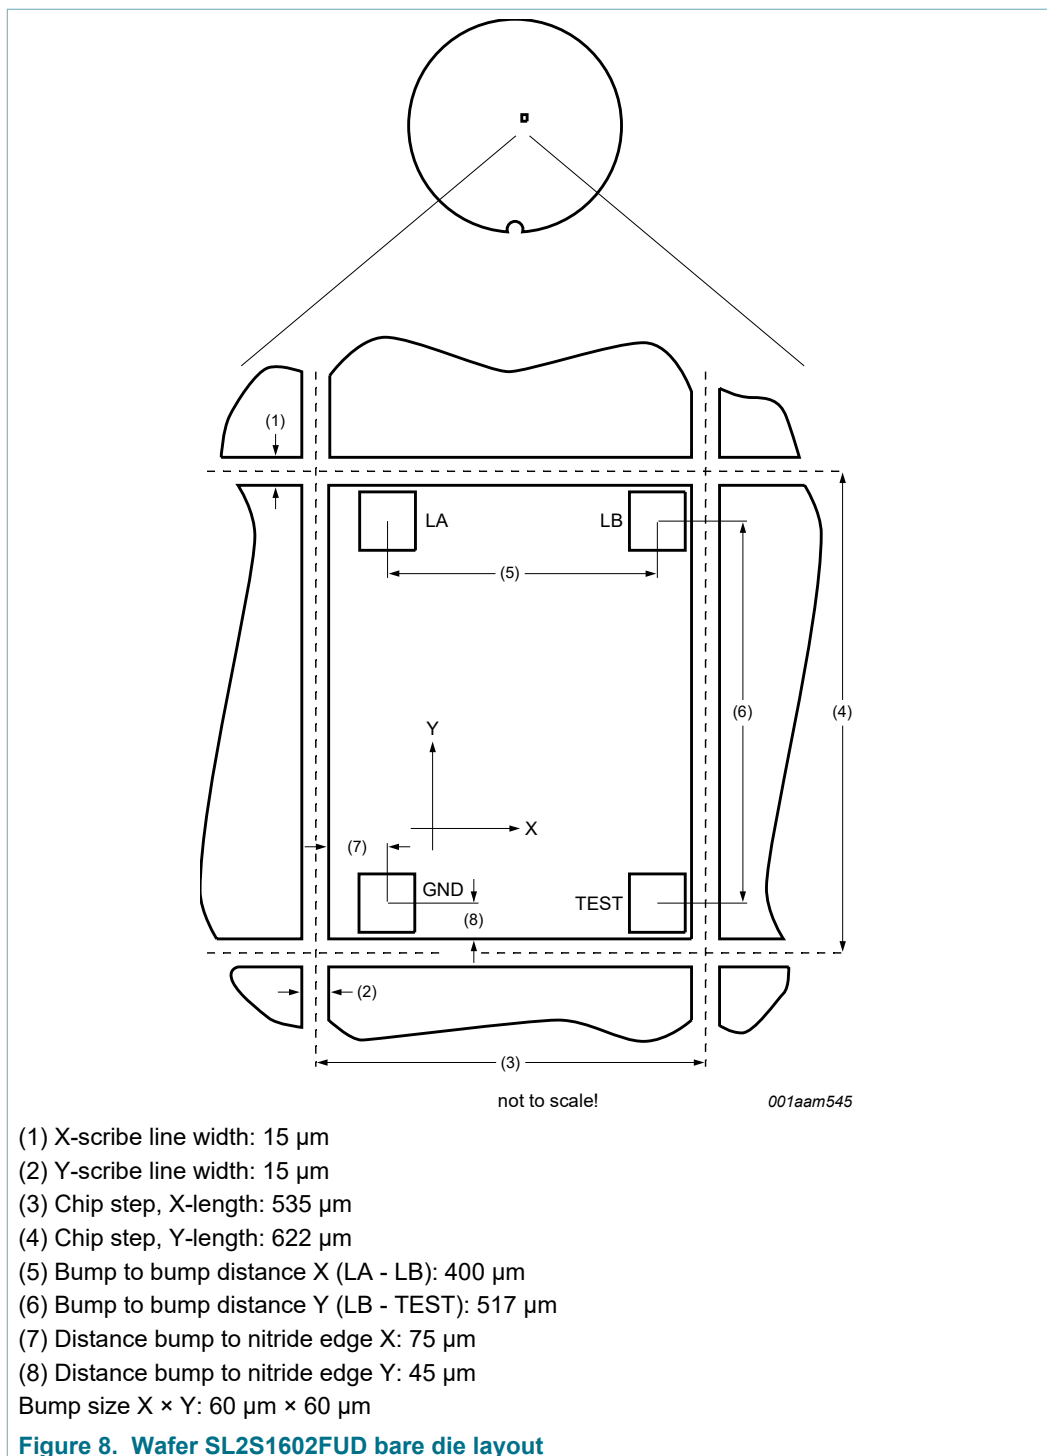 (1)
LA
LB
(5)
(6)
(4)
Y
X
(7)
GND
TEST
(8)
(2)
(3)
not to scale!
001aam545
(1) X-scribe line width: 15 µm
(2) Y-scribe line width: 15 µm
(3) Chip step, X-length: 535 µm
(4) Chip step, Y-length: 622 µm
(5) Bump to bump distance X (LA - LB): 400 µm
(6) Bump to bump distance Y (LB - TEST): 517 µm
(7) Distance bump to nitride edge X: 75 µm
(8) Distance bump to nitride edge Y: 45 µm
Bump size X × Y: 60 µm × 60 µm
Figure 8. Wafer SL2S1602FUD bare die layout